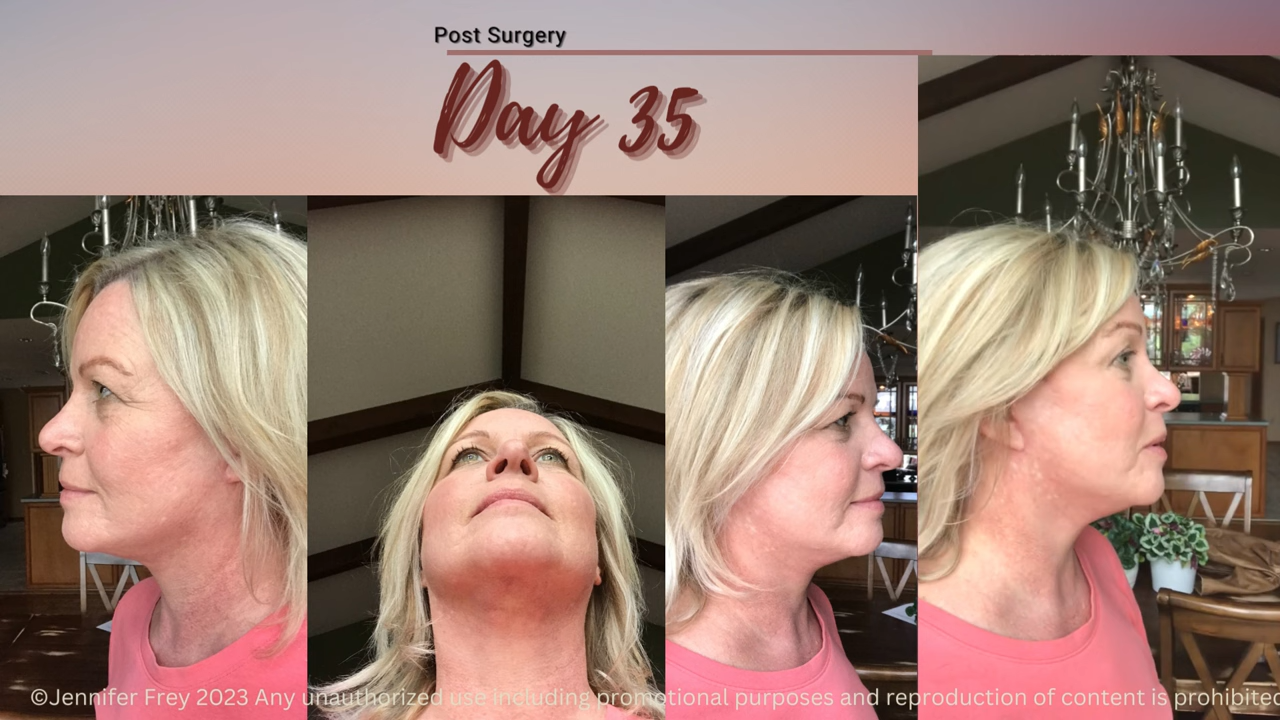 Post Surgery
Day 35
©Jennifer Frey 2023 Any unauthorized use including promotional purposes and reproduction of content is prohibited